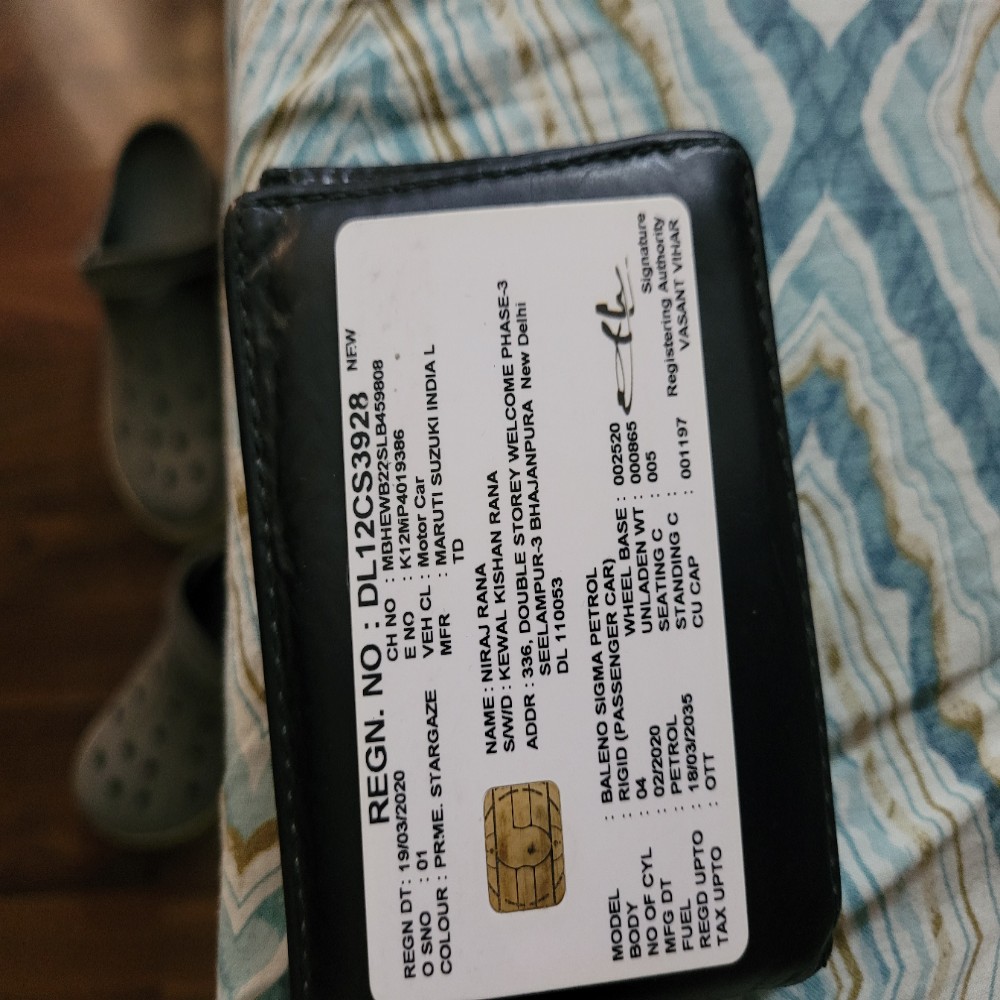 REGN. NO : DL12CS3928 NEW
REGN DT : 19/03/2020 CH NO : MBHEWB22SLB459808
O SNO : 01 E NO : K12MP4019386
COLOUR : PRME. STARGAZE VEH CL : Motor Car
MFR : MARUTI SUZUKI INDIA L
TD
NAME : NIRAJ RANA
S/W/D : KEWAL KISHAN RANA
ADDR : 336, DOUBLE STOREY WELCOME PHASE-3
SEELAMPUR-3 BHAJANPURA New Delhi
DL 110053
MODEL : BALENO SIGMA PETROL
BODY : RIGID (PASSENGER CAR)
NO OF CYL : 04 WHEEL BASE : 002520
MFG DT : 02/2020 UNLADEN WT : 000865
FUEL : PETROL SEATING C : 005
REGD UPTO : 18/03/2035 STANDING C :
TAX UPTO : OTT CU CAP : 001197
Signature
Registering Authority
VASANT VIHAR